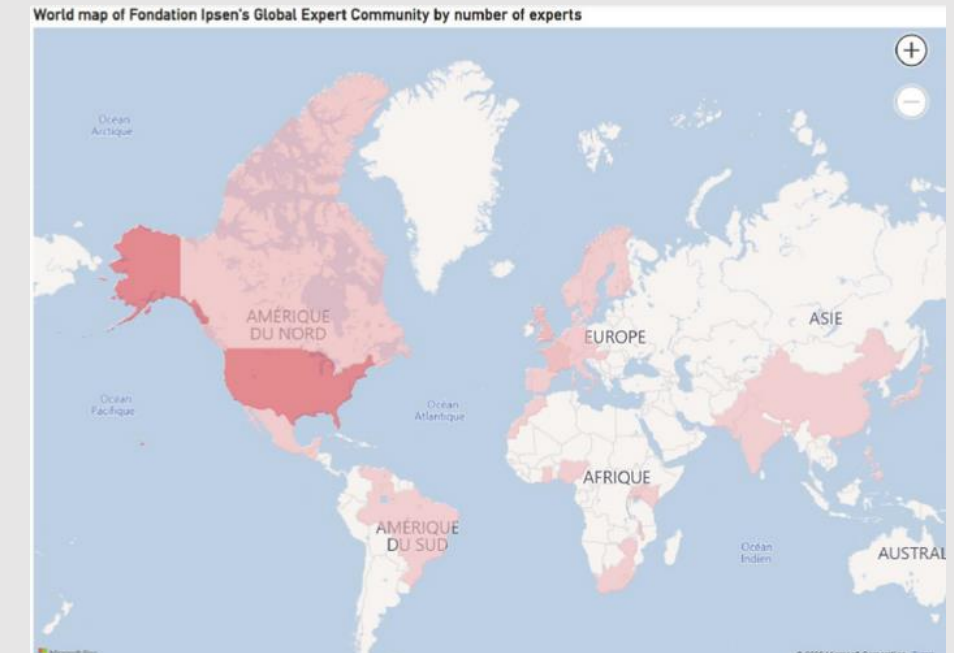 World map of Fondation Ipsen's Global Expert Community by number of experts
Océan
Arctique
AMÉRIQUE
DU NORD
EUROPE
ASIE
Océan
Pacifique
Océan
Atlantique
AFRIQUE
AMÉRIQUE
DU SUD
Océan
Indien
AUSTRAL